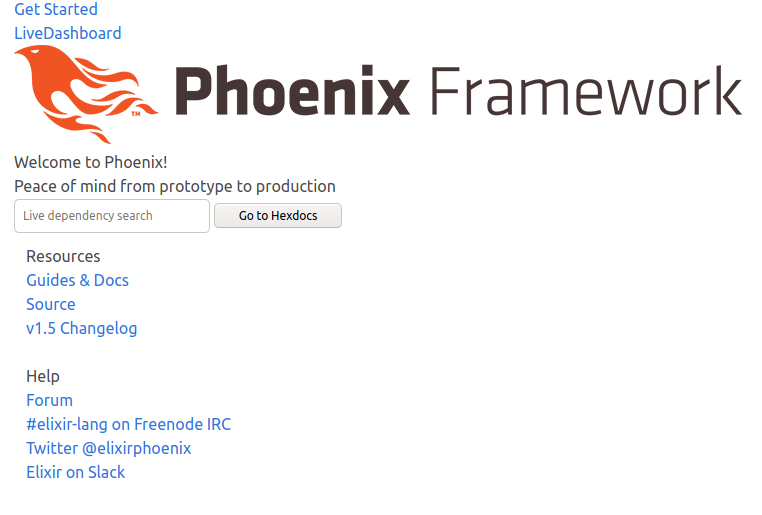 Get Started
LiveDashboard
Phoenix Framework
TM
Welcome to Phoenix!
Peace of mind from prototype to production
Live dependency search Go to Hexdocs
Resources
Guides & Docs
Source
v1.5 Changelog
Help
Forum
#elixir-lang on Freenode IRC
Twitter @elixirphoenix
Elixir on Slack